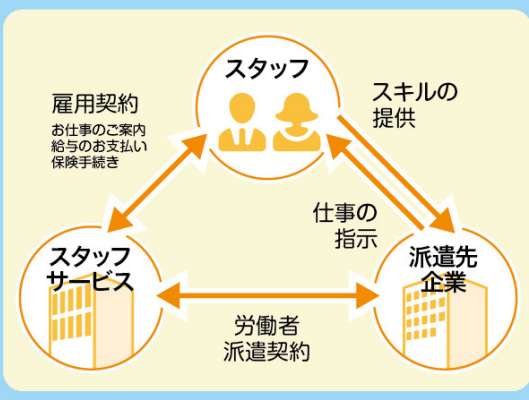 スタッフ
雇用契約
お仕事のご案内
給与のお支払い
保険手続き
スキルの
提供
仕事の
指示
スタッフ
サービス
派遣先
企業
労働者
派遣契約